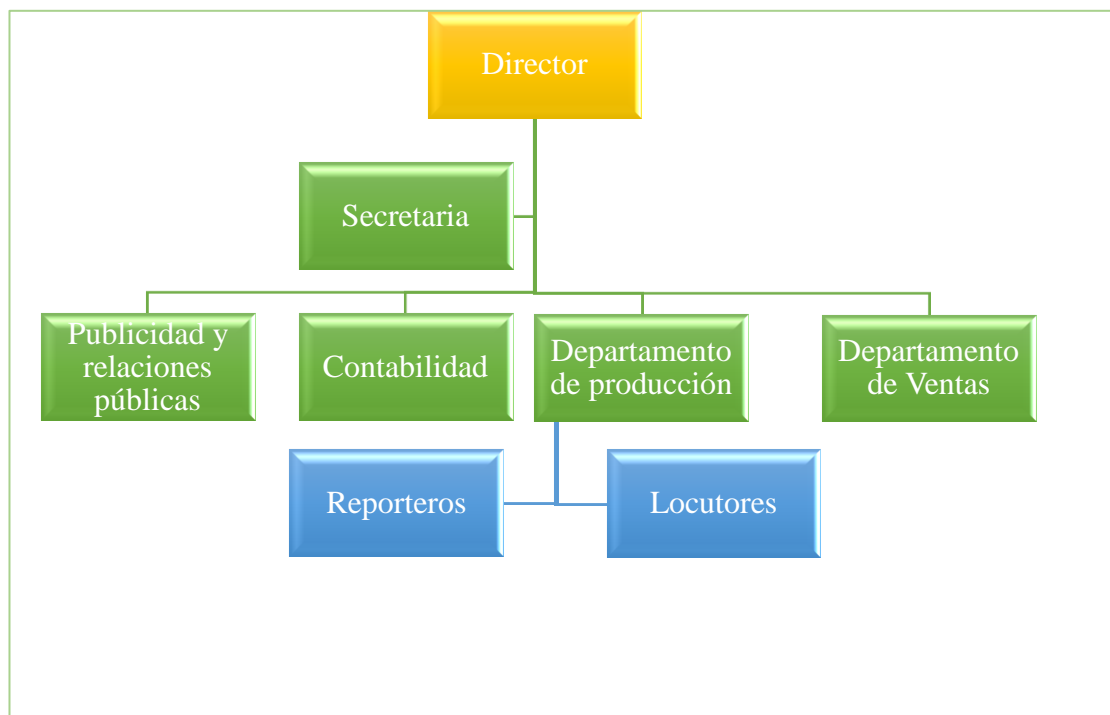 Director
Secretaria
Publicidad y
relaciones
públicas
Contabilidad
Departamento
de producción
Departamento
de Ventas
Reporteros
Locutores